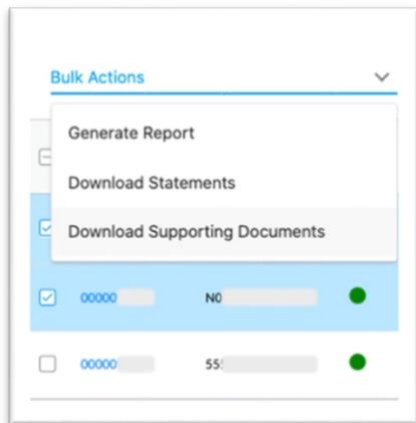 Bulk Actions
Generate Report
Download Statements
Download Supporting Documents
00000 N0
00000 55